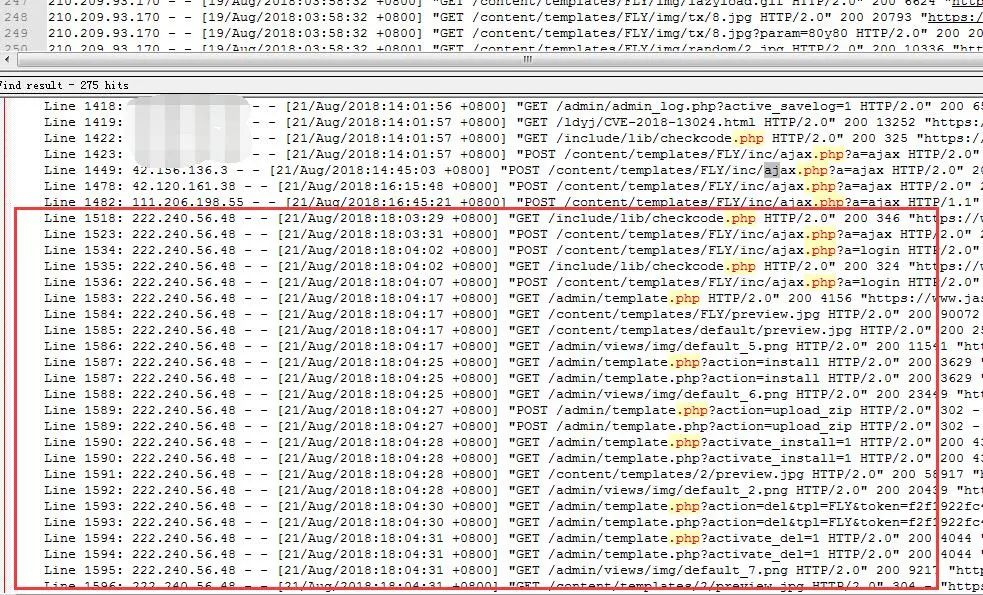 247 210.209.93.170 - - [19/Aug/2018:03:58:32 +0800] "GET /content/templates/FLY/img/lazyload.gif HTTP/2.0" 200 6624 "https:/
248 210.209.93.170 - - [19/Aug/2018:03:58:32 +0800] "GET /content/templates/FLY/img/tx/8.jpg HTTP/2.0" 200 20793 "https:/
249 210.209.93.170 - - [19/Aug/2018:03:58:32 +0800] "GET /content/templates/FLY/img/tx/8.jpg?param=80y80 HTTP/2.0" 200 2
250 210.209.93.170 - - [19/Aug/2018:03:58:32 +0800] "GET /content/templates/FLY/img/random/2.jpg HTTP/2.0" 200 10336 "htt
Find result - 275 hits
Line 1418: - - [21/Aug/2018:14:01:56 +0800] "GET /admin/admin_log.php?active_savelog=1 HTTP/2.0" 200 65
Line 1419: - - [21/Aug/2018:14:01:57 +0800] "GET /ldyj/CVE-2018-13024.html HTTP/2.0" 200 13252 "https:
Line 1422: - - [21/Aug/2018:14:01:57 +0800] "GET /include/lib/checkcode.php HTTP/2.0" 200 325 "https:/
Line 1423: - - [21/Aug/2018:14:01:57 +0800] "POST /content/templates/FLY/inc/ajax.php?a=ajax HTTP/2.0"
Line 1449: 42.156.136.3 - - [21/Aug/2018:14:45:03 +0800] "POST /content/templates/FLY/inc/ajax.php?a=ajax HTTP/2.0" 20
Line 1478: 42.120.161.38 - - [21/Aug/2018:16:15:48 +0800] "POST /content/templates/FLY/inc/ajax.php?a=ajax HTTP/2.0" 2
Line 1482: 111.206.198.55 - - [21/Aug/2018:16:45:21 +0800] "POST /content/templates/FLY/inc/ajax.php?a=ajax HTTP/1.1"
Line 1518: 222.240.56.48 - - [21/Aug/2018:18:03:29 +0800] "GET /include/lib/checkcode.php HTTP/2.0" 200 346 "https://w
Line 1523: 222.240.56.48 - - [21/Aug/2018:18:03:31 +0800] "POST /content/templates/FLY/inc/ajax.php?a=ajax HTTP/2.0" 2
Line 1534: 222.240.56.48 - - [21/Aug/2018:18:04:02 +0800] "POST /content/templates/FLY/inc/ajax.php?a=login HTTP/2.0"
Line 1535: 222.240.56.48 - - [21/Aug/2018:18:04:02 +0800] "GET /include/lib/checkcode.php HTTP/2.0" 200 324 "https://w
Line 1536: 222.240.56.48 - - [21/Aug/2018:18:04:07 +0800] "POST /content/templates/FLY/inc/ajax.php?a=login HTTP/2.0"
Line 1583: 222.240.56.48 - - [21/Aug/2018:18:04:17 +0800] "GET /admin/template.php HTTP/2.0" 200 4156 "https://www.jas
Line 1584: 222.240.56.48 - - [21/Aug/2018:18:04:17 +0800] "GET /content/templates/FLY/preview.jpg HTTP/2.0" 200 90072
Line 1585: 222.240.56.48 - - [21/Aug/2018:18:04:17 +0800] "GET /content/templates/default/preview.jpg HTTP/2.0" 200 25
Line 1586: 222.240.56.48 - - [21/Aug/2018:18:04:17 +0800] "GET /admin/views/img/default_5.png HTTP/2.0" 200 11541 "htt
Line 1587: 222.240.56.48 - - [21/Aug/2018:18:04:25 +0800] "GET /admin/template.php?action=install HTTP/2.0" 200 3629 "
Line 1587: 222.240.56.48 - - [21/Aug/2018:18:04:25 +0800] "GET /admin/template.php?action=install HTTP/2.0" 200 3629 "
Line 1588: 222.240.56.48 - - [21/Aug/2018:18:04:25 +0800] "GET /admin/views/img/default_6.png HTTP/2.0" 200 23449 "htt
Line 1589: 222.240.56.48 - - [21/Aug/2018:18:04:27 +0800] "POST /admin/template.php?action=upload_zip HTTP/2.0" 302 -
Line 1589: 222.240.56.48 - - [21/Aug/2018:18:04:27 +0800] "POST /admin/template.php?action=upload_zip HTTP/2.0" 302 -
Line 1590: 222.240.56.48 - - [21/Aug/2018:18:04:28 +0800] "GET /admin/template.php?activate_install=1 HTTP/2.0" 200 43
Line 1590: 222.240.56.48 - - [21/Aug/2018:18:04:28 +0800] "GET /admin/template.php?activate_install=1 HTTP/2.0" 200 43
Line 1591: 222.240.56.48 - - [21/Aug/2018:18:04:28 +0800] "GET /content/templates/2/preview.jpg HTTP/2.0" 200 58917 "h
Line 1592: 222.240.56.48 - - [21/Aug/2018:18:04:28 +0800] "GET /admin/views/img/default_2.png HTTP/2.0" 200 20439 "htt
Line 1593: 222.240.56.48 - - [21/Aug/2018:18:04:30 +0800] "GET /admin/template.php?action=del&tpl=FLY&token=f2f1922fc4
Line 1593: 222.240.56.48 - - [21/Aug/2018:18:04:30 +0800] "GET /admin/template.php?action=del&tpl=FLY&token=f2f1922fc4
Line 1594: 222.240.56.48 - - [21/Aug/2018:18:04:31 +0800] "GET /admin/template.php?activate_del=1 HTTP/2.0" 200 4044 "
Line 1594: 222.240.56.48 - - [21/Aug/2018:18:04:31 +0800] "GET /admin/template.php?activate_del=1 HTTP/2.0" 200 4044 "
Line 1595: 222.240.56.48 - - [21/Aug/2018:18:04:31 +0800] "GET /admin/views/img/default_7.png HTTP/2.0" 200 9217 "http
Line 1596: 222.240.56.48 - - [21/Aug/2018:18:04:31 +0800] "GET /content/templates/2/preview.jpg HTTP/2.0" 304 - "https